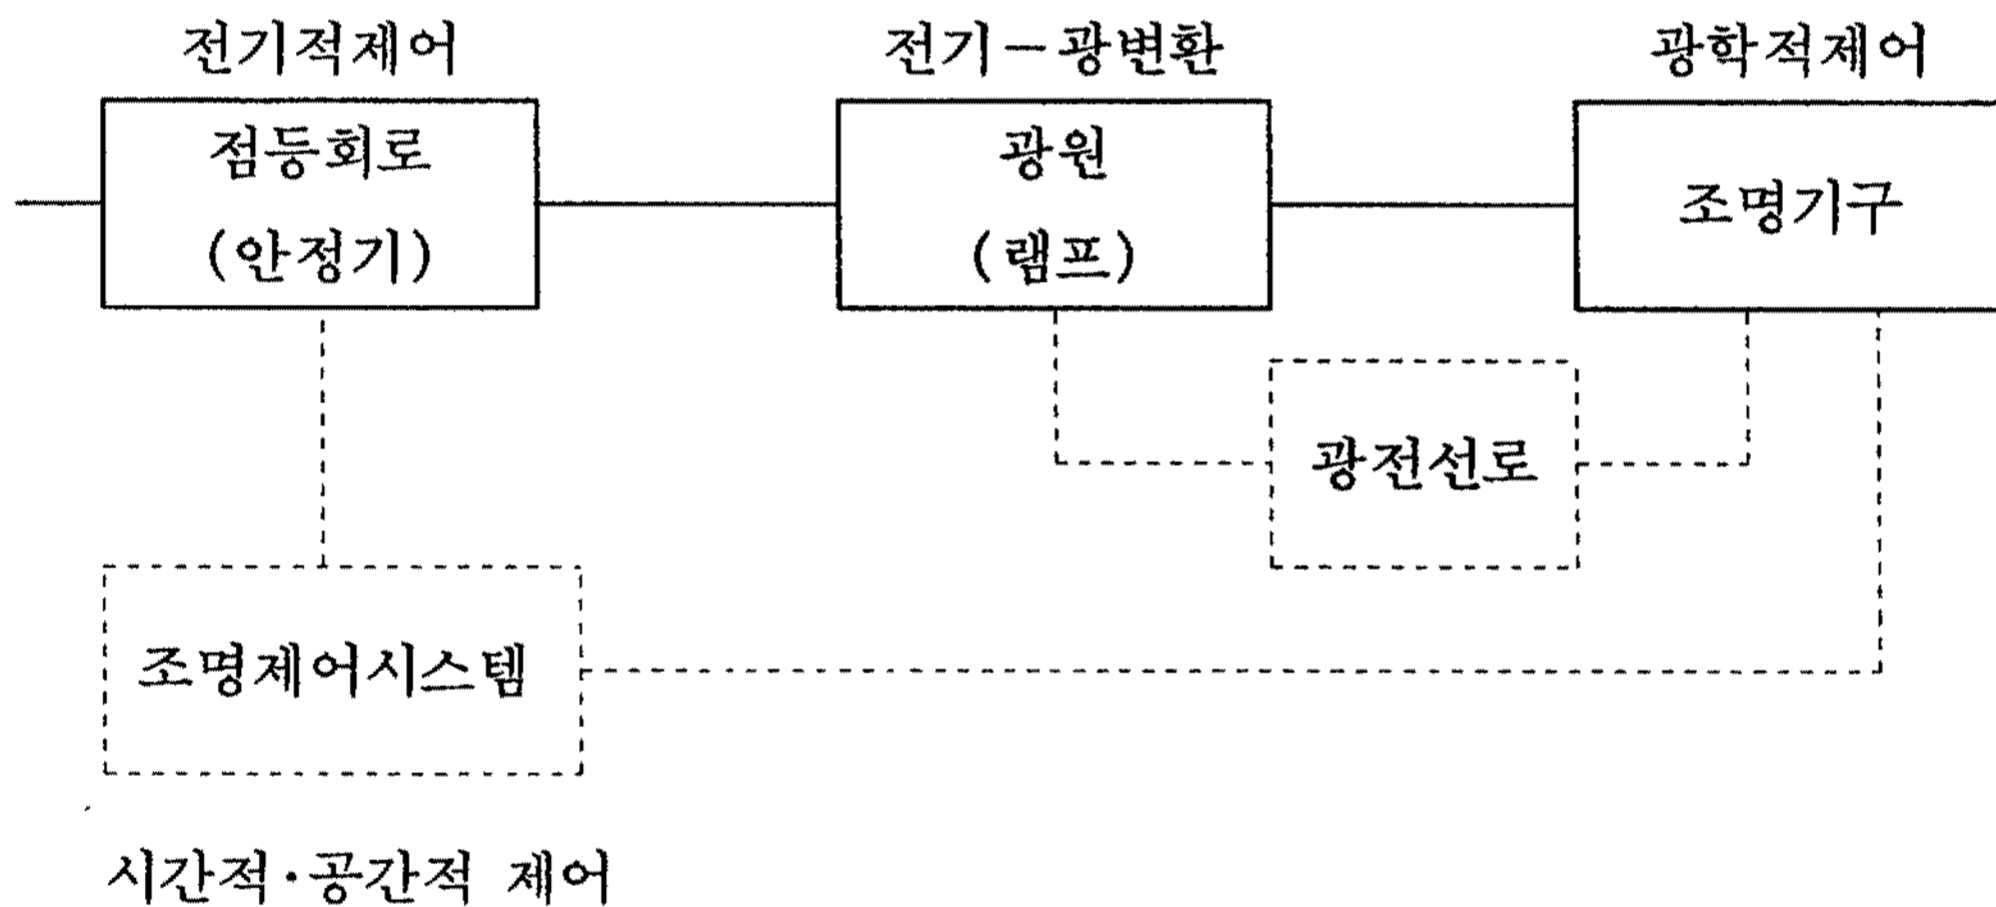 전기적제어
전기-광변환
광학적제어
점등회로
(안정기)
광원
(램프)
조명기구
광전선로
조명제어시스템
시간적·공간적 제어